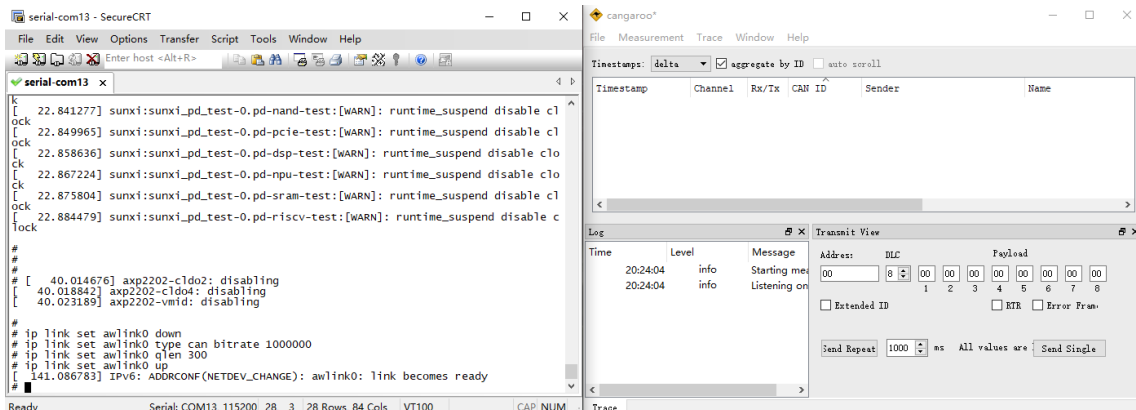 serial-com13 - SecureCRT
File Edit View Options Transfer Script Tools Window Help
Enter host <Alt+R>
serial-com13 x
k
[ 22.841277] sunxi:sunxi_pd_test-0.pd-nand-test:[WARN]: runtime_suspend disable cl
ock
[ 22.849965] sunxi:sunxi_pd_test-0.pd-pcie-test:[WARN]: runtime_suspend disable cl
ock
[ 22.858636] sunxi:sunxi_pd_test-0.pd-dsp-test:[WARN]: runtime_suspend disable clo
ck
[ 22.867224] sunxi:sunxi_pd_test-0.pd-npu-test:[WARN]: runtime_suspend disable clo
ck
[ 22.875804] sunxi:sunxi_pd_test-0.pd-sram-test:[WARN]: runtime_suspend disable cl
ock
[ 22.884479] sunxi:sunxi_pd_test-0.pd-riscv-test:[WARN]: runtime_suspend disable c
lock
#
#
#
# [ 40.014676] axp2202-cldo2: disabling
[ 40.018842] axp2202-cldo4: disabling
[ 40.023189] axp2202-vmid: disabling
#
# ip link set awlink0 down
# ip link set awlink0 type can bitrate 1000000
# ip link set awlink0 qlen 300
# ip link set awlink0 up
[ 141.086783] IPv6: ADDRCONF(NETDEV_CHANGE): awlink0: link becomes ready
#
Ready Serial: COM13, 115200 28, 3 28 Rows, 84 Cols VT100 CAP NUM
cangaroo*
File Measurement Trace Window Help
Timestamps: delta aggregate by ID auto scroll
Timestamp Channel Rx/Tx CAN ID Sender Name
Log
Time Level Message
20:24:04 info Starting mea
20:24:04 info Listening on
Transmit View
Address DLC Payload
00 8 00 00 00 00 00 00 00 00
1 2 3 4 5 6 7 8
Extended ID RTR Error Fram
Send Repeat 1000 ms All values are Send Single
Trace